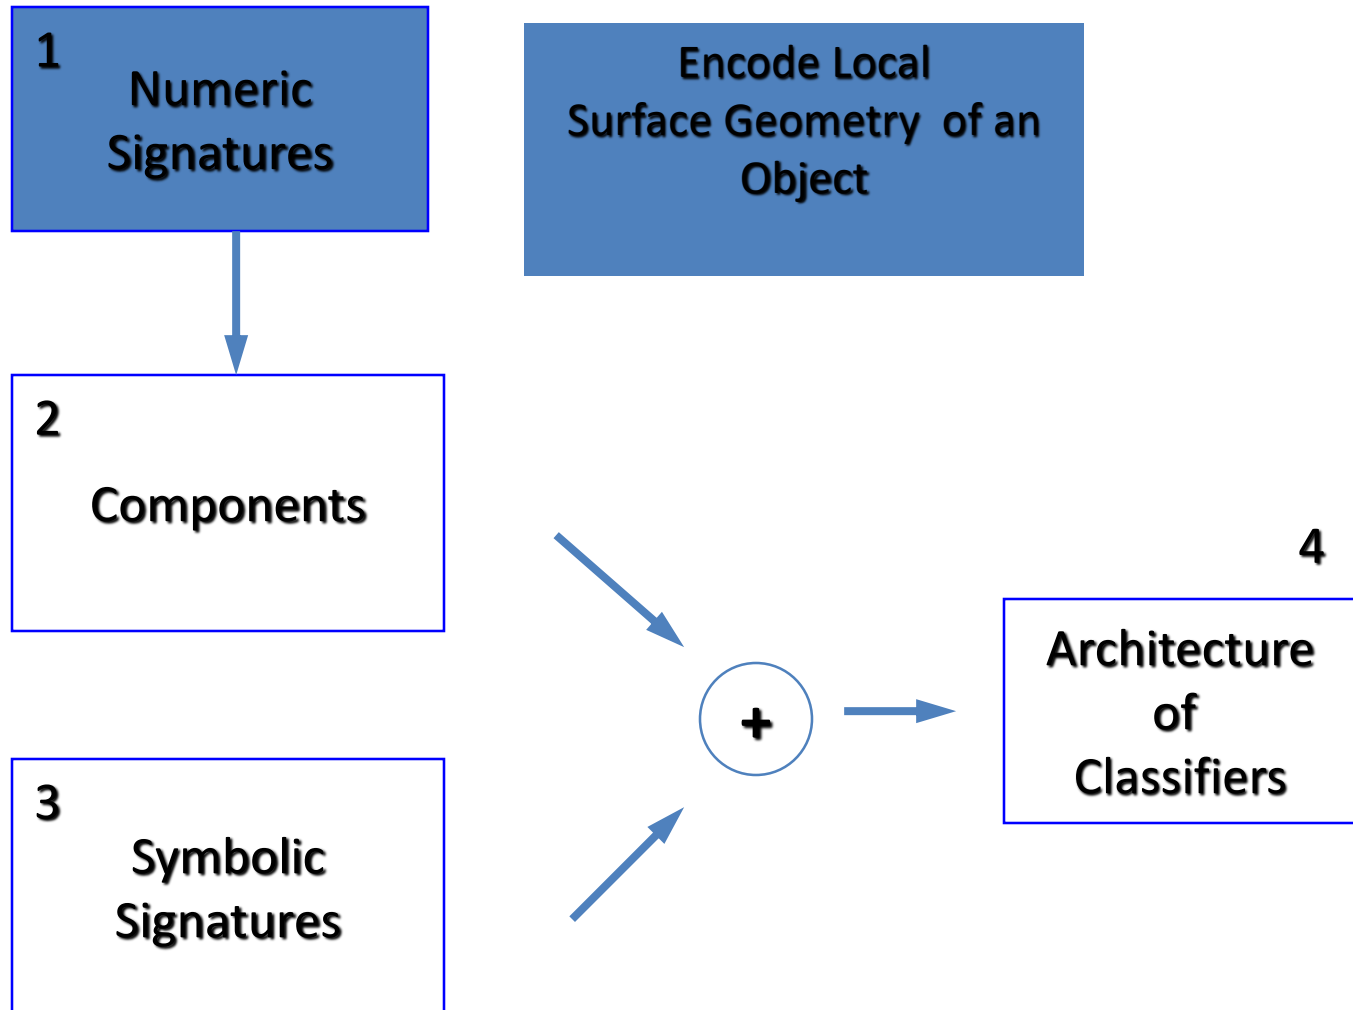 1
Numeric
Signatures
Encode Local
Surface Geometry of an
Object
2
Components
3
Symbolic
Signatures
+
4
Architecture
of
Classifiers